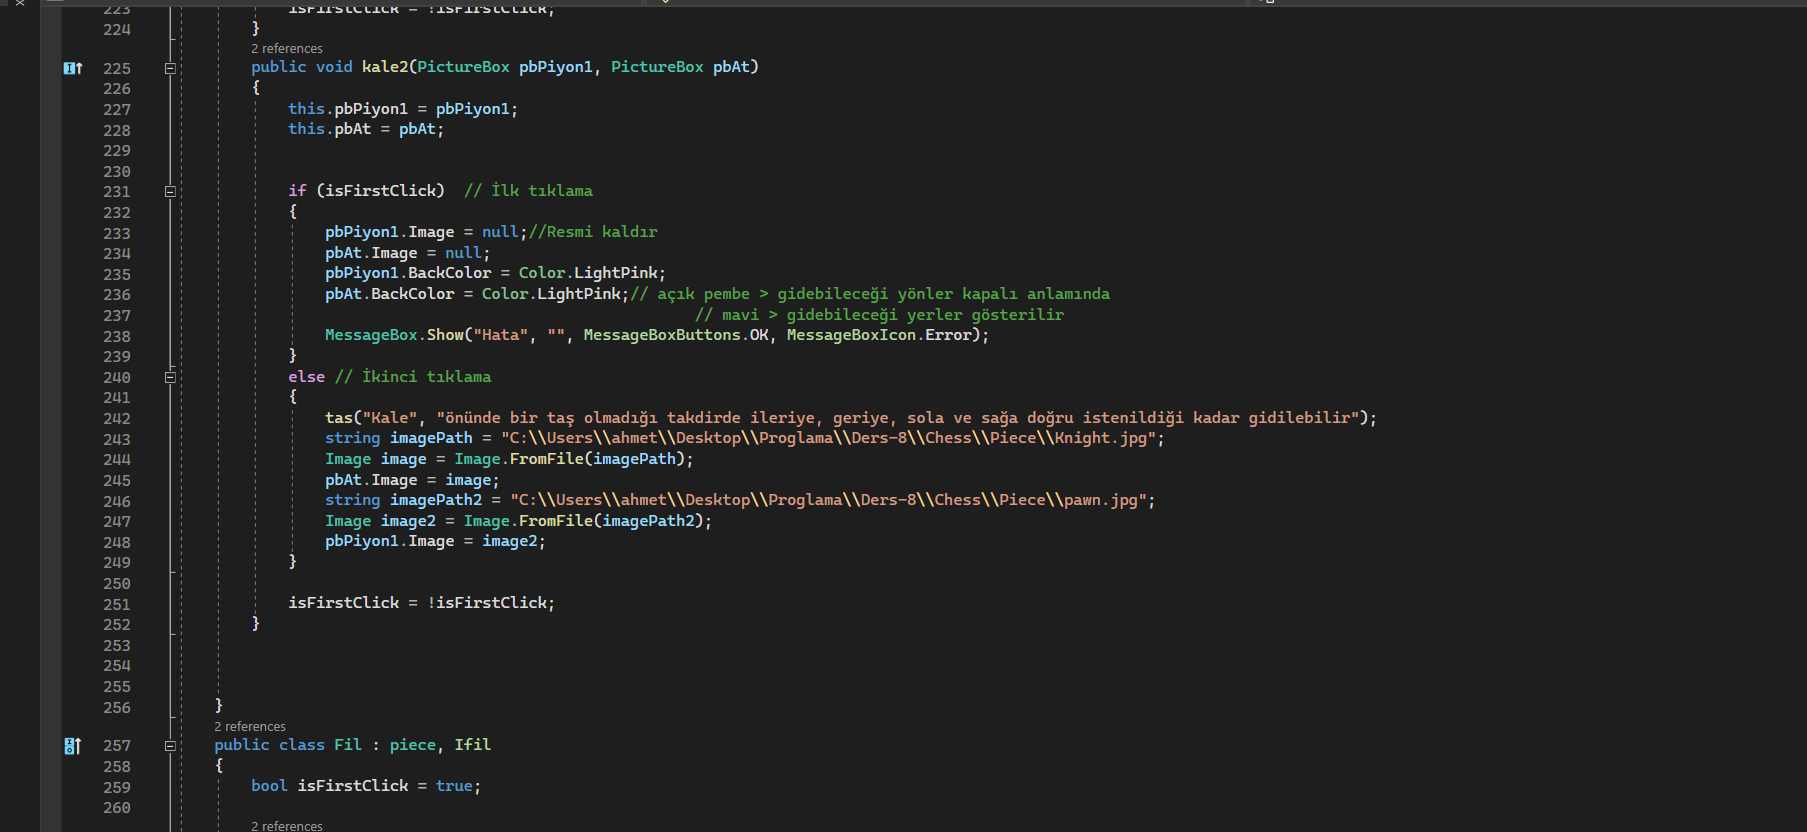 223 isFirstClick = !isFirstClick;
224 }
2 references
225 public void kale2(PictureBox pbPiyon1, PictureBox pbAt)
226 {
227 this.pbPiyon1 = pbPiyon1;
228 this.pbAt = pbAt;
229
230
231 if (isFirstClick)  // İlk tıklama
232 {
233 pbPiyon1.Image = null;//Resmi kaldır
234 pbAt.Image = null;
235 pbPiyon1.BackColor = Color.LightPink;
236 pbAt.BackColor = Color.LightPink;// açık pembe > gidebileceği yönler kapalı anlamında
237 // mavi > gidebileceği yerler gösterilir
238 MessageBox.Show("Hata", "", MessageBoxButtons.OK, MessageBoxIcon.Error);
239 }
240 else // İkinci tıklama
241 {
242 tas("Kale", "önünde bir taş olmadığı takdirde ileriye, geriye, sola ve sağa doğru istenildiği kadar gidilebilir");
243 string imagePath = "C:\\Users\\ahmet\\Desktop\\Proglama\\Ders-8\\Chess\\Piece\\Knight.jpg";
244 Image image = Image.FromFile(imagePath);
245 pbAt.Image = image;
246 string imagePath2 = "C:\\Users\\ahmet\\Desktop\\Proglama\\Ders-8\\Chess\\Piece\\pawn.jpg";
247 Image image2 = Image.FromFile(imagePath2);
248 pbPiyon1.Image = image2;
249 }
250
251 isFirstClick = !isFirstClick;
252 }
253
254
255
256 }
2 references
257 public class Fil : piece, Ifil
258 {
259 bool isFirstClick = true;
260
2 references